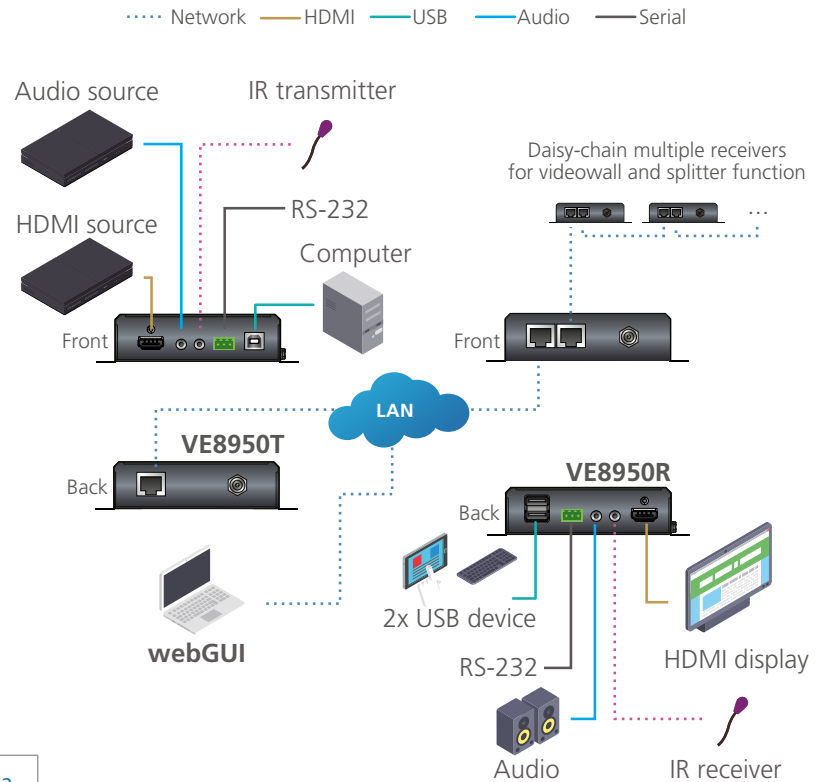 Network HDMI USB Audio Serial
Audio source
IR transmitter
Daisy-chain multiple receivers
for videowall and splitter function
...
RS-232
HDMI source
Computer
Front
Front
LAN
VE8950T
Back
VE8950R
Back
2x USB device
webGUI
RS-232
HDMI display
Audio
IR receiver